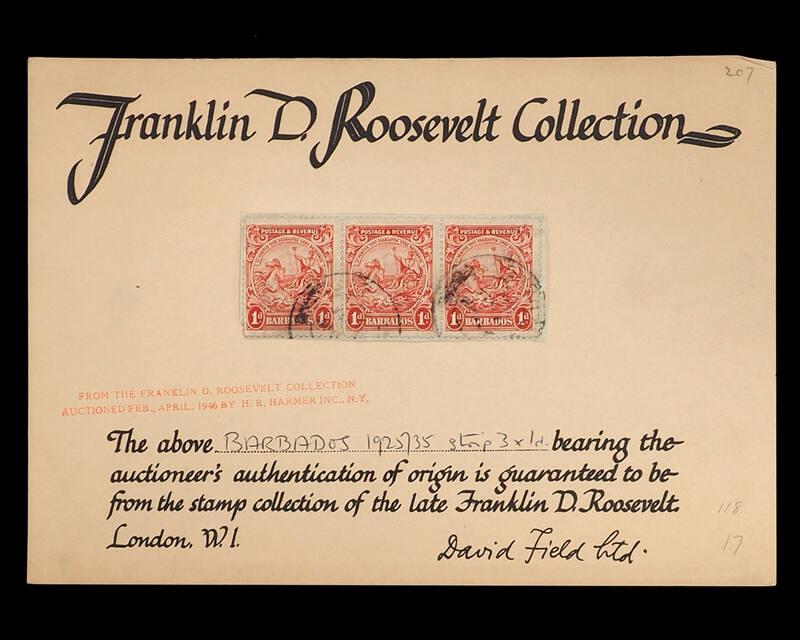 207
Franklin D. Roosevelt Collection
POSTAGE & REVENUE POSTAGE & REVENUE POSTAGE & REVENUE
1d BARBADOS 1d 1d BARBADOS 1d 1d BARBADOS 1d
FROM THE FRANKLIN D. ROOSEVELT COLLECTION
AUCTIONED FEB., APRIL, 1946 BY H. R. HARMER INC., N.Y.
The above BARBADOS 1925/35 strip 3 x 1d. bearing the
auctioneer's authentication of origin is guaranteed to be
from the stamp collection of the late Franklin D. Roosevelt.
118
London, W.1.
David Field Ltd.
17